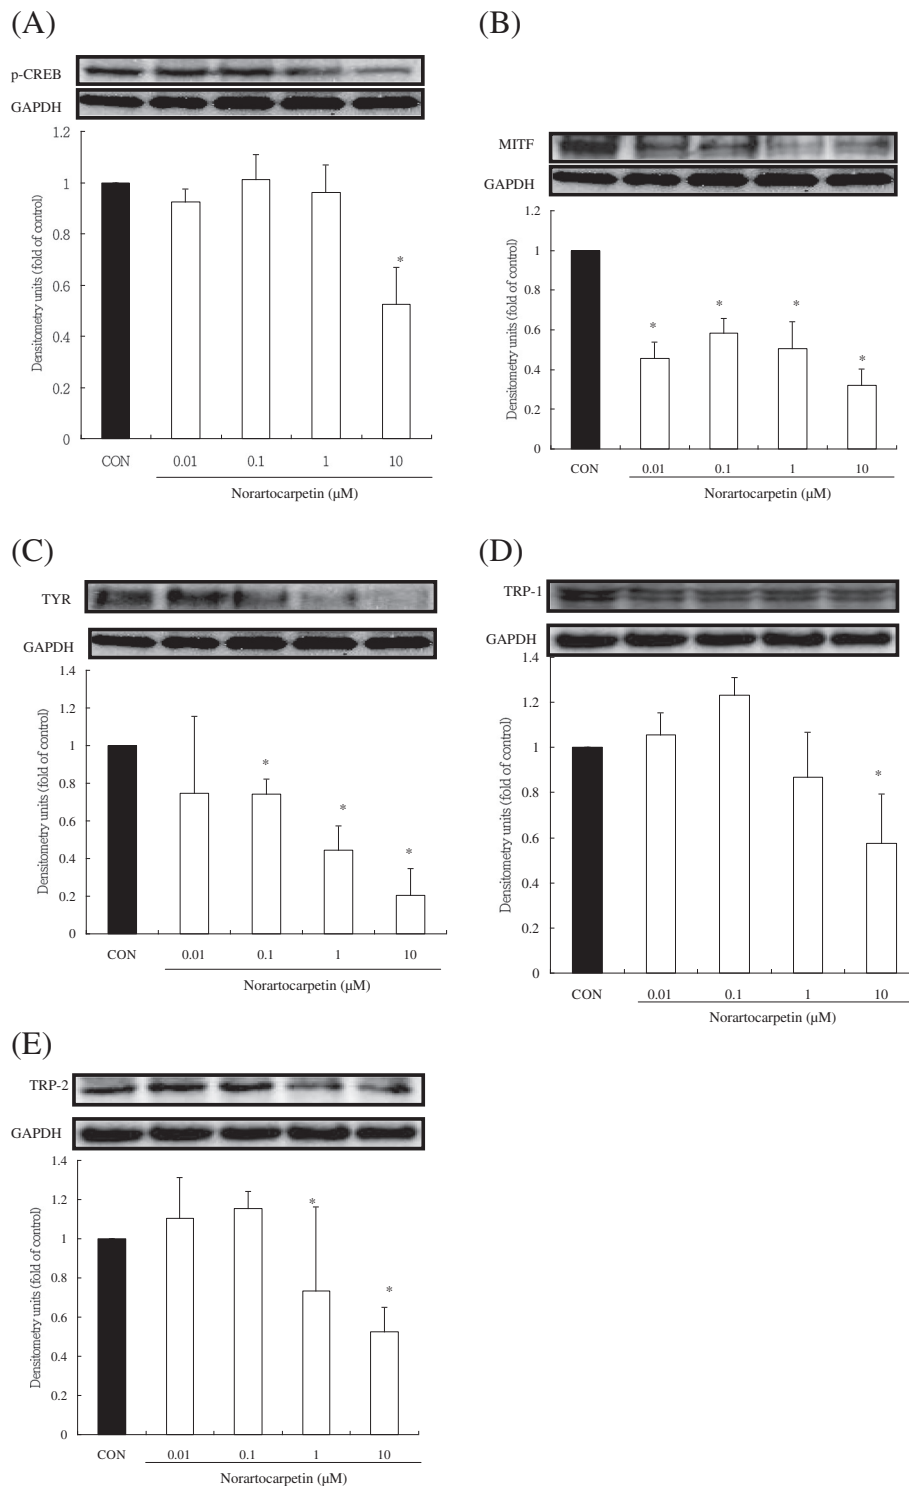 (A)
p-CREB
GAPDH
1.2
1
0.8
0.6
0.4
0.2
0
Densitometry units (fold of control)
*
CON 0.01 0.1 1 10
Norartocarpetin (μM)
(B)
MITF
GAPDH
1.2
1
0.8
0.6
0.4
0.2
0
Densitometry units (fold of control)
* * * *
CON 0.01 0.1 1 10
Norartocarpetin (μM)
(C)
TYR
GAPDH
1.4
1.2
1
0.8
0.6
0.4
0.2
0
Densitometry units (fold of control)
* * *
CON 0.01 0.1 1 10
Norartocarpetin (μM)
(D)
TRP-1
GAPDH
1.4
1.2
1
0.8
0.6
0.4
0.2
0
Densitometry units (fold of control)
*
CON 0.01 0.1 1 10
Norartocarpetin (μM)
(E)
TRP-2
GAPDH
1.4
1.2
1
0.8
0.6
0.4
0.2
0
Densitometry units (fold of control)
* *
CON 0.01 0.1 1 10
Norartocarpetin (μM)